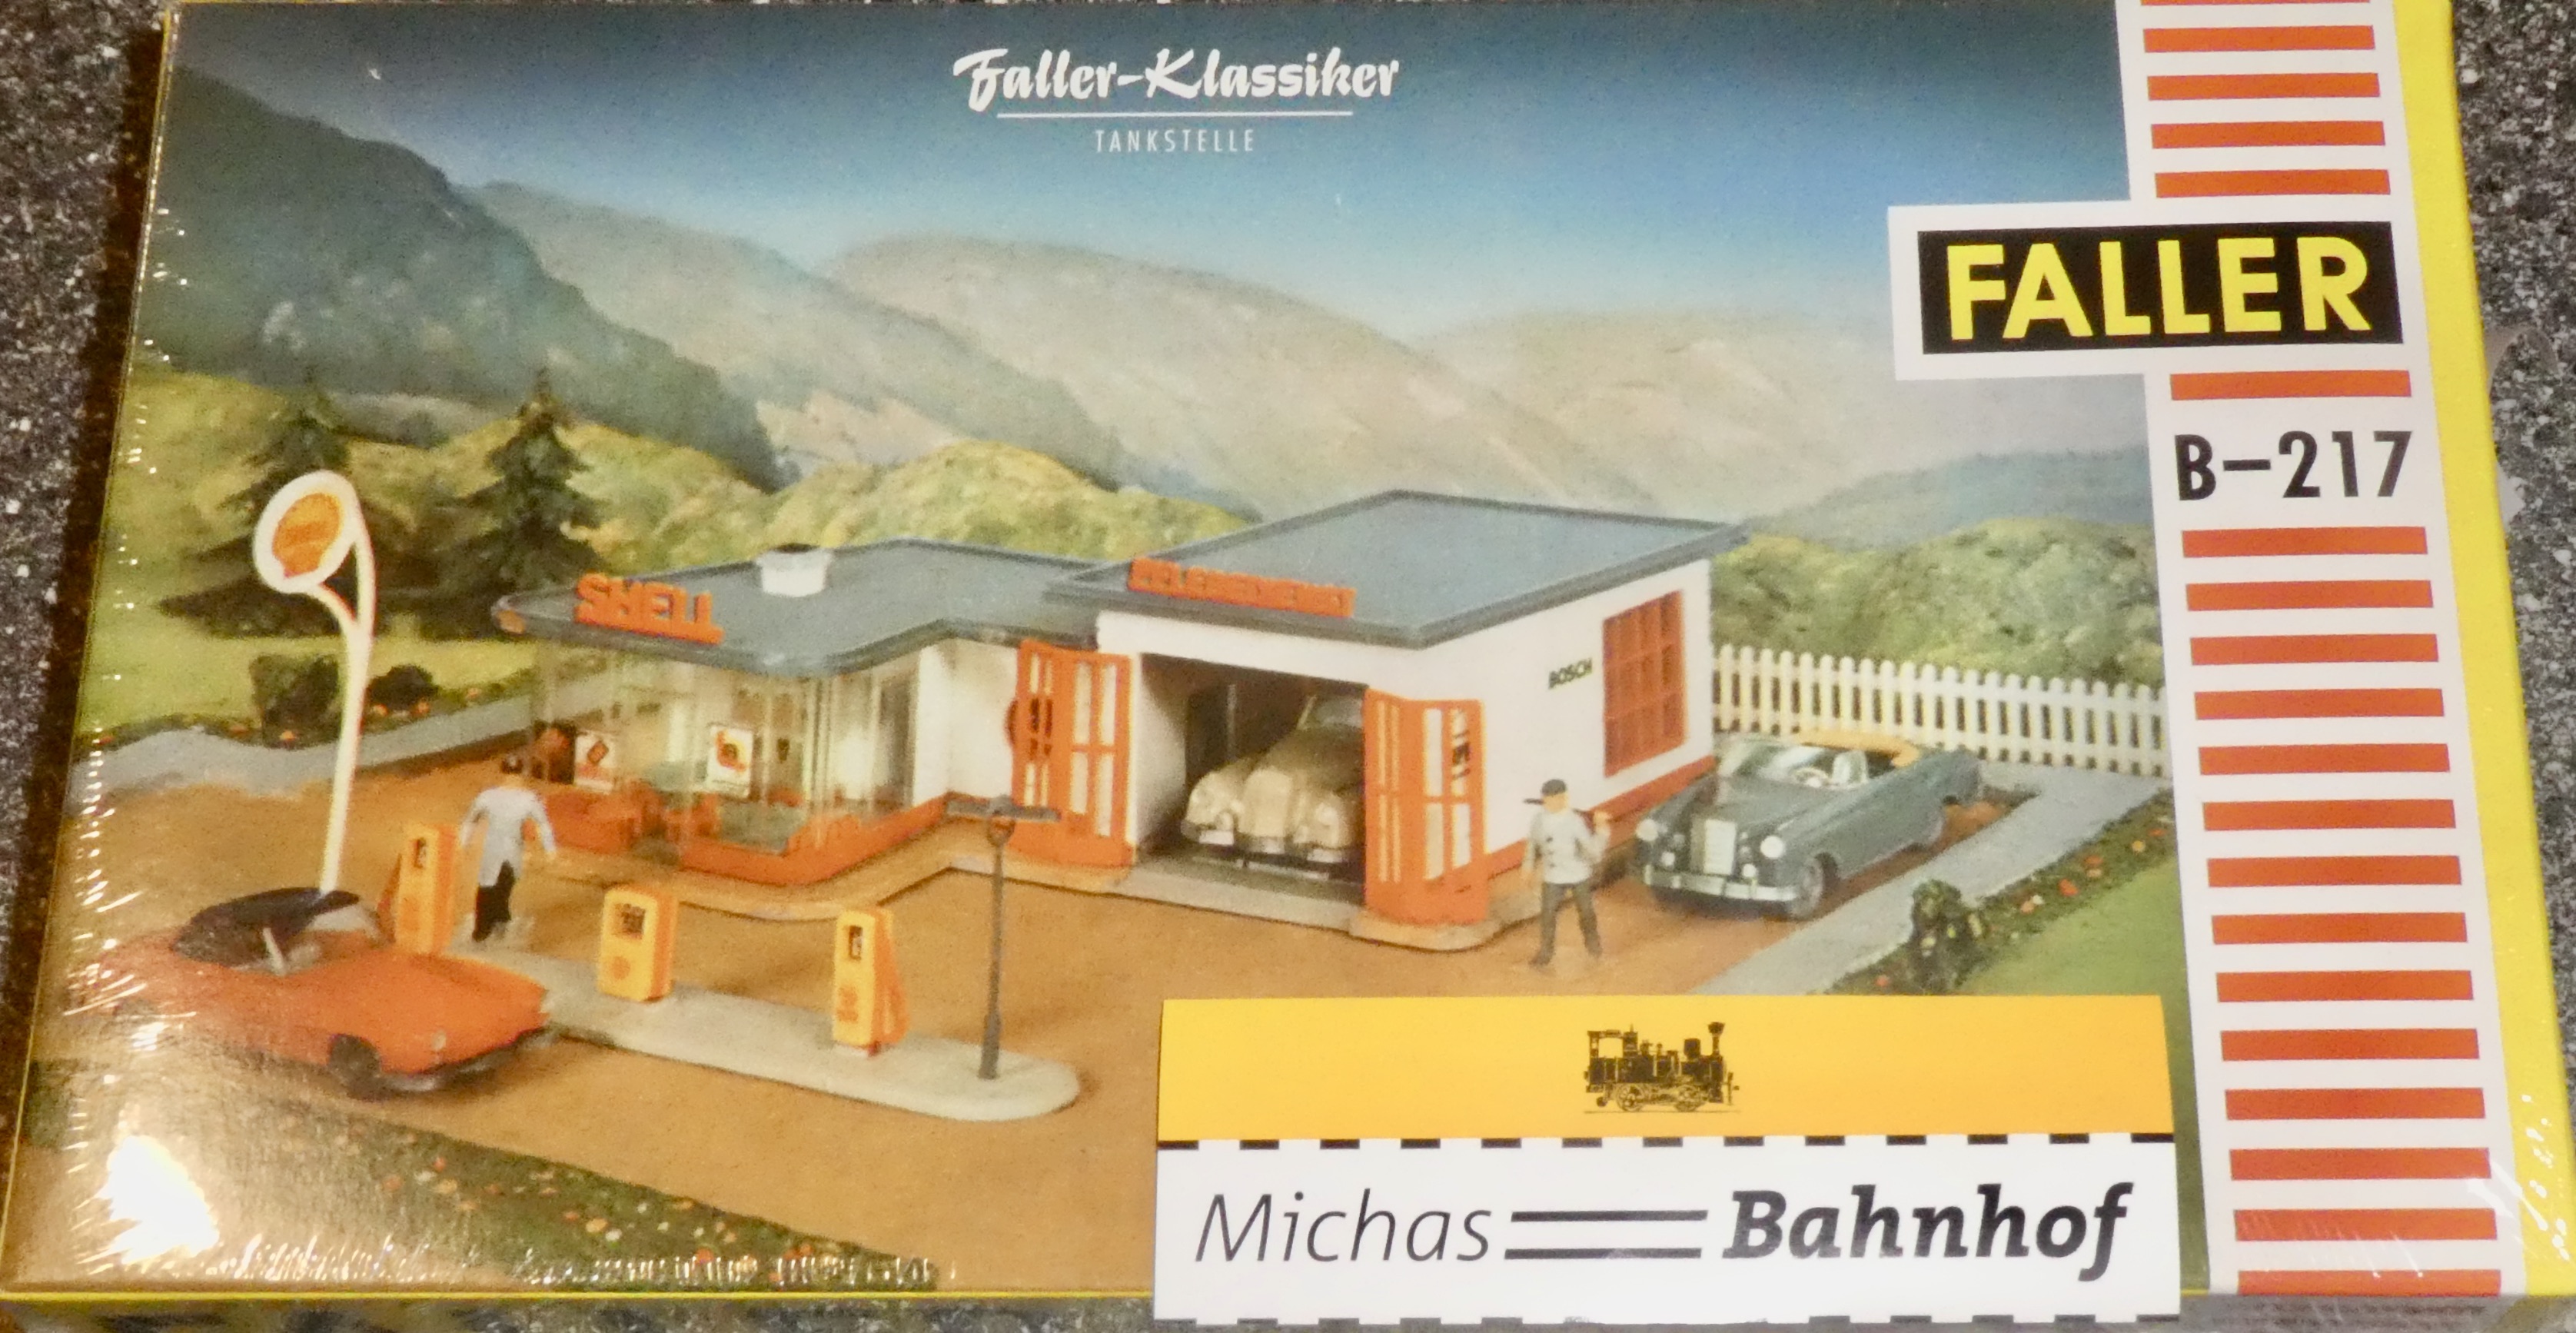 Faller-Klassiker
TANKSTELLE
FALLER
B-217
SHELL
BOSCH
Michas Bahnhof